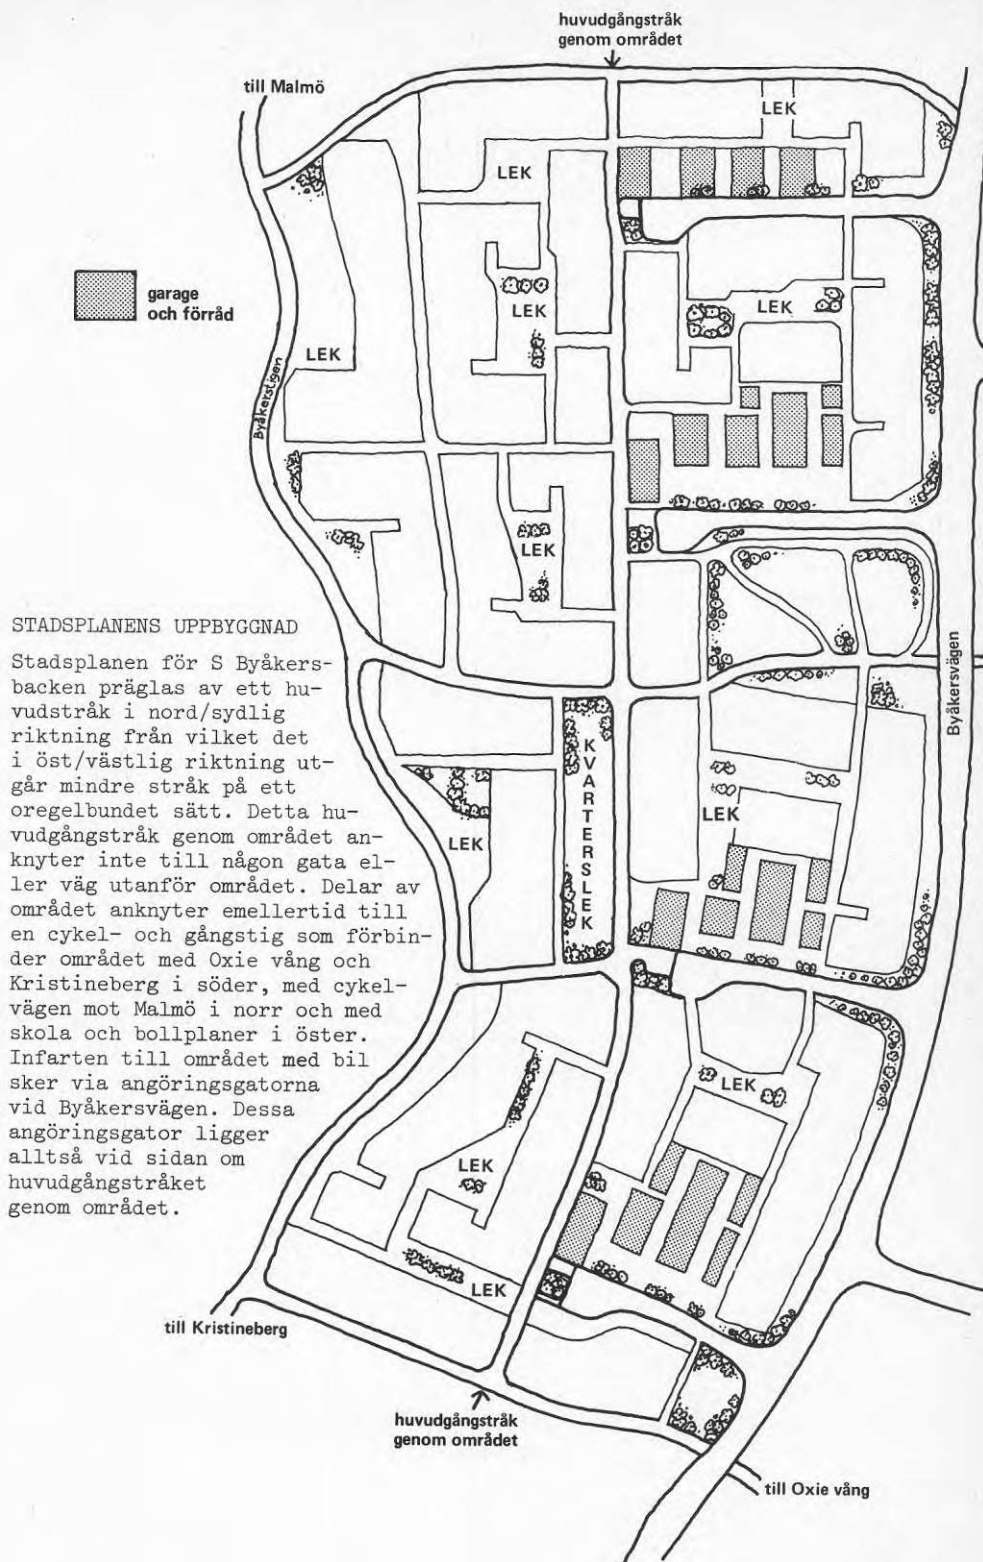 huvudgångstråk
genom området
till Malmö
LEK
LEK
garage
och förråd
LEK
LEK
LEK
Byåkerstigen
LEK
STADSPLANENS UPPBYGGNAD
Stadsplanen för S Byåkers-
backen präglas av ett hu-
vudstråk i nord/sydlig
riktning från vilket det
i öst/västlig riktning ut-
går mindre stråk på ett
oregelbundet sätt. Detta hu-
vudgångstråk genom området an-
knyter inte till någon gata el-
ler väg utanför området. Delar av
området anknyter emellertid till
en cykel- och gångstig som förbin-
der området med Oxie vång och
Kristineberg i söder, med cykel-
vägen mot Malmö i norr och med
skola och bollplaner i öster.
Infarten till området med bil
sker via angöringsgatorna
vid Byåkersvägen. Dessa
angöringsgator ligger
alltså vid sidan om
huvudgångstråket
genom området.
Byåkersvägen
KVARTERSLEK
LEK
LEK
LEK
LEK
LEK
till Kristineberg
huvudgångstråk
genom området
till Oxie vång